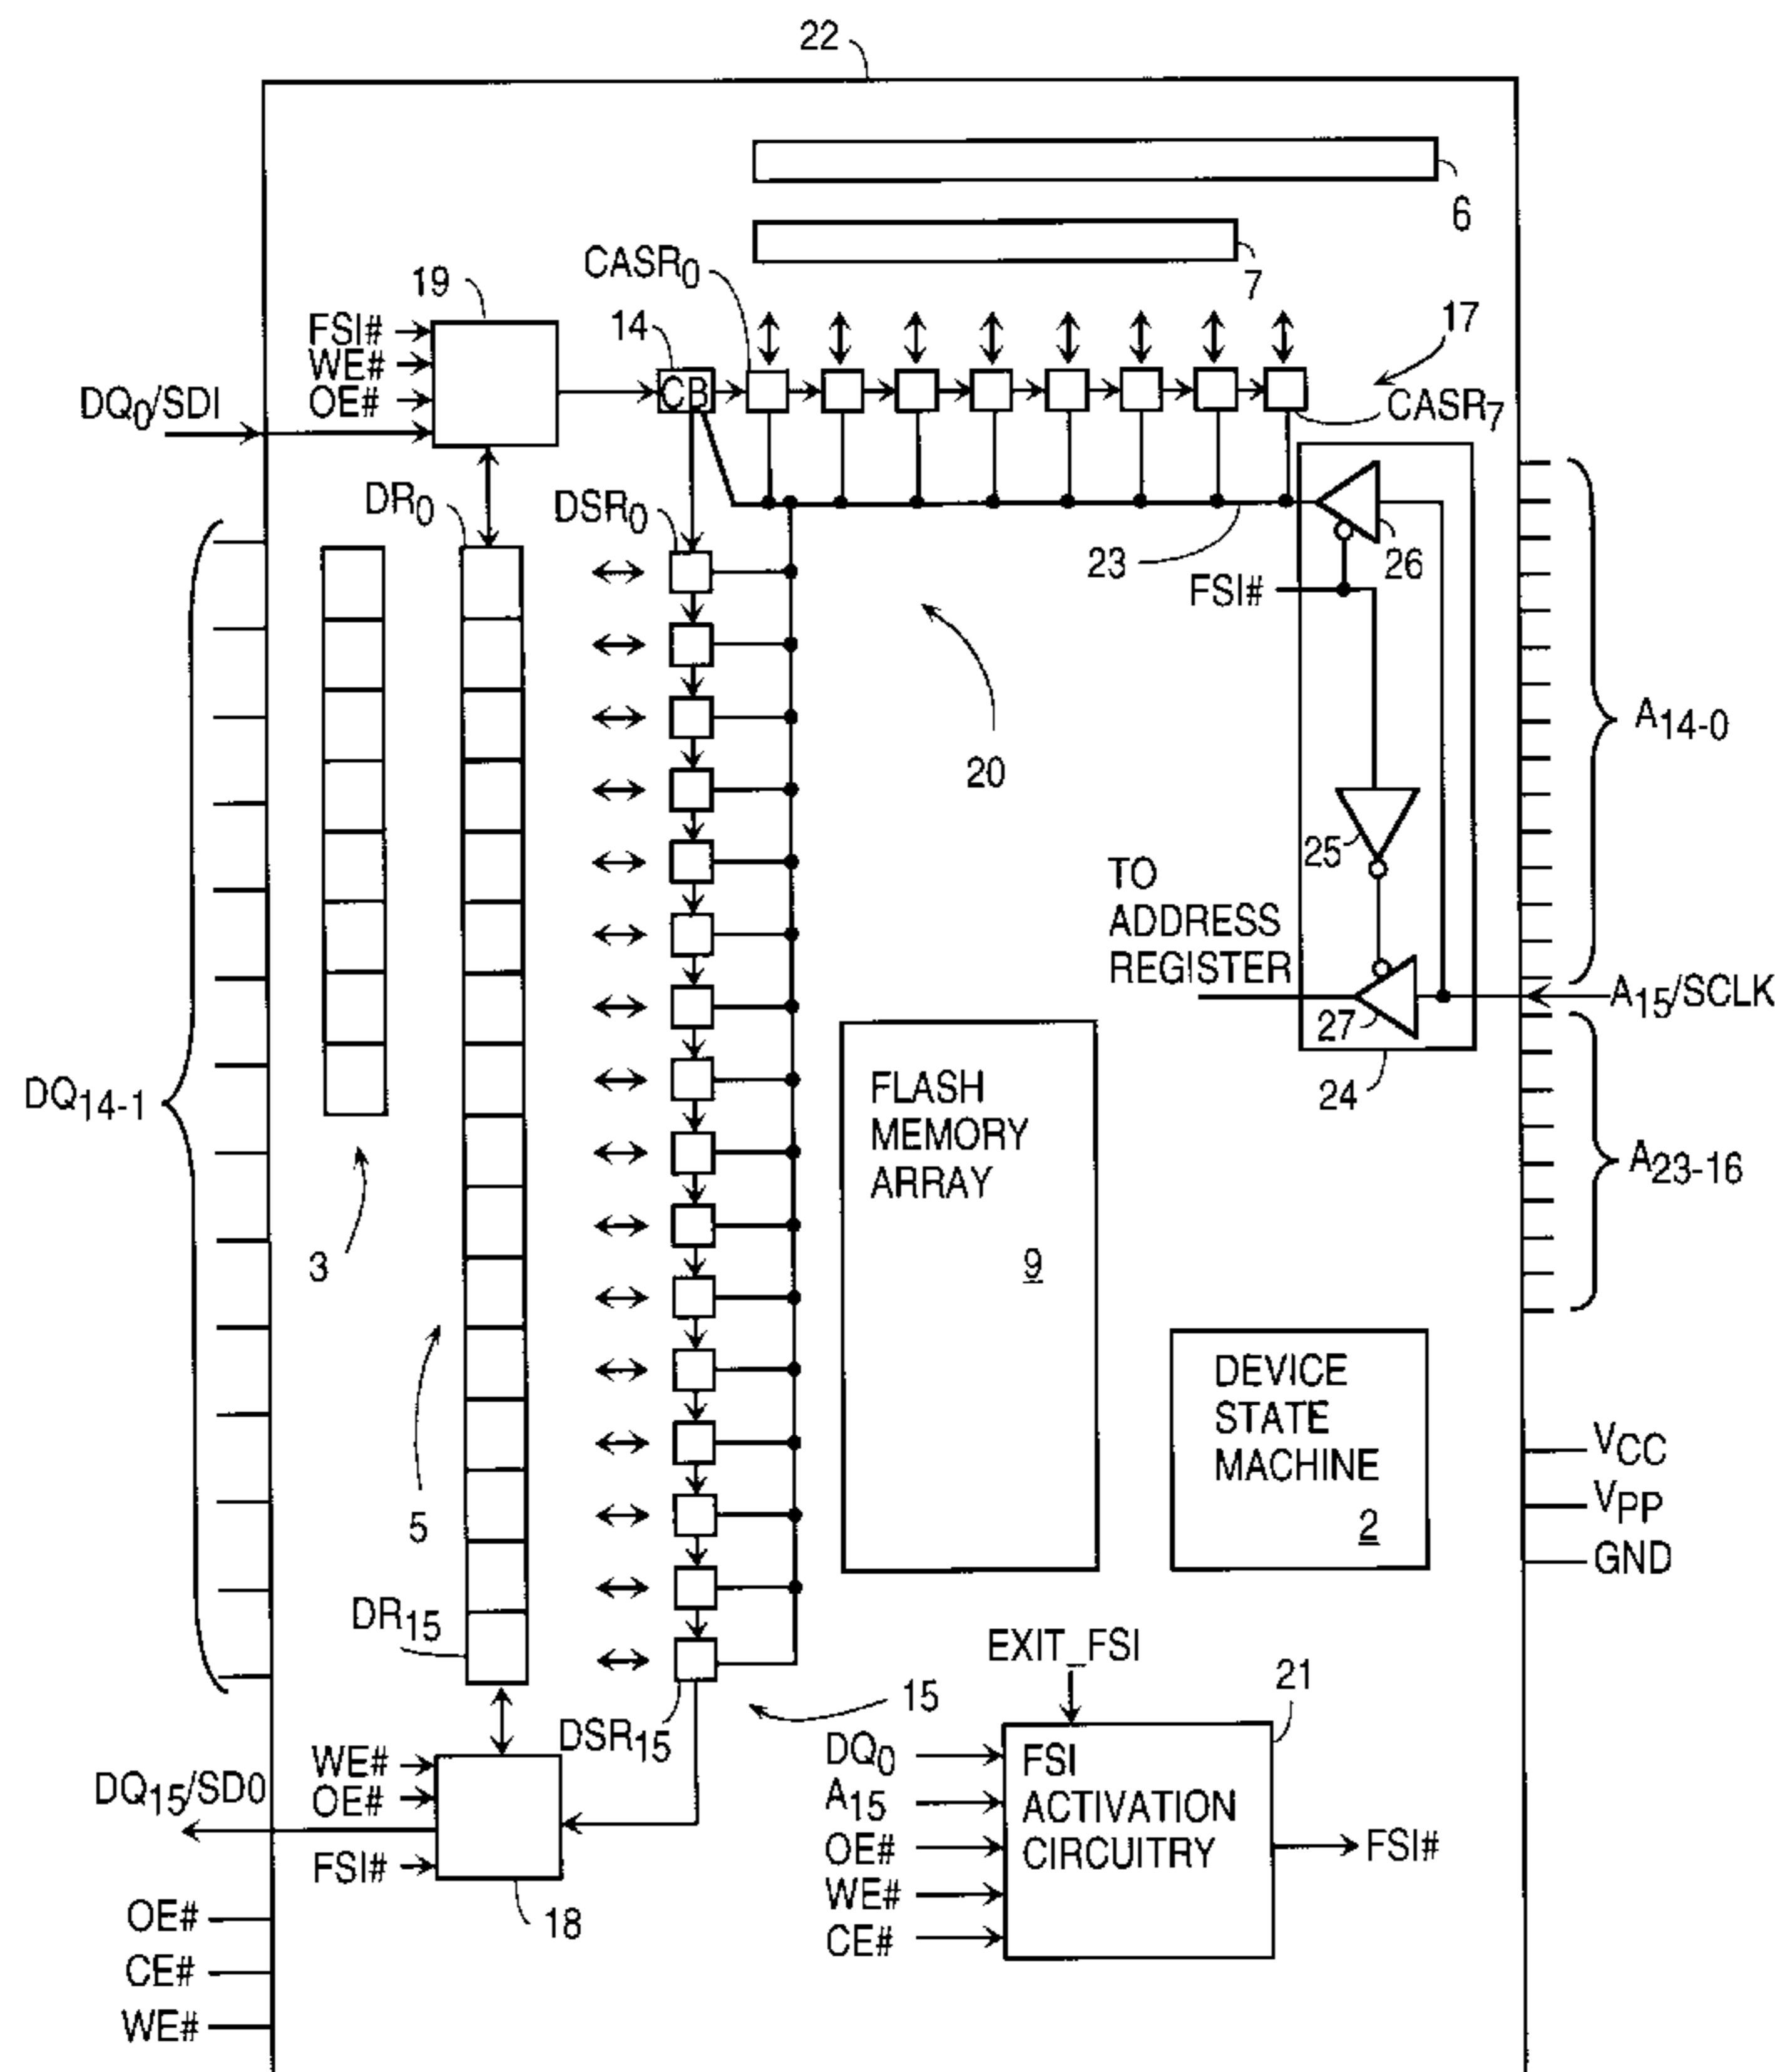 22
6
7
CASR0
19
14
17
FSI#
WE#
OE#
CB
DQ0/SDI
CASR7
DR0
DSR0
23
26
FSI#
A14-0
20
25
TO
ADDRESS
REGISTER
A15/SCLK
27
24
DQ14-1
FLASH
MEMORY
ARRAY
9
A23-16
3
DEVICE
STATE
MACHINE
2
VCC
VPP
GND
5
DR15
EXIT_FSI
21
15
DSR15
WE#
OE#
DQ15/SD0
FSI#
18
DQ0
A15
OE#
WE#
CE#
FSI
ACTIVATION
CIRCUITRY
FSI#
OE#
CE#
WE#